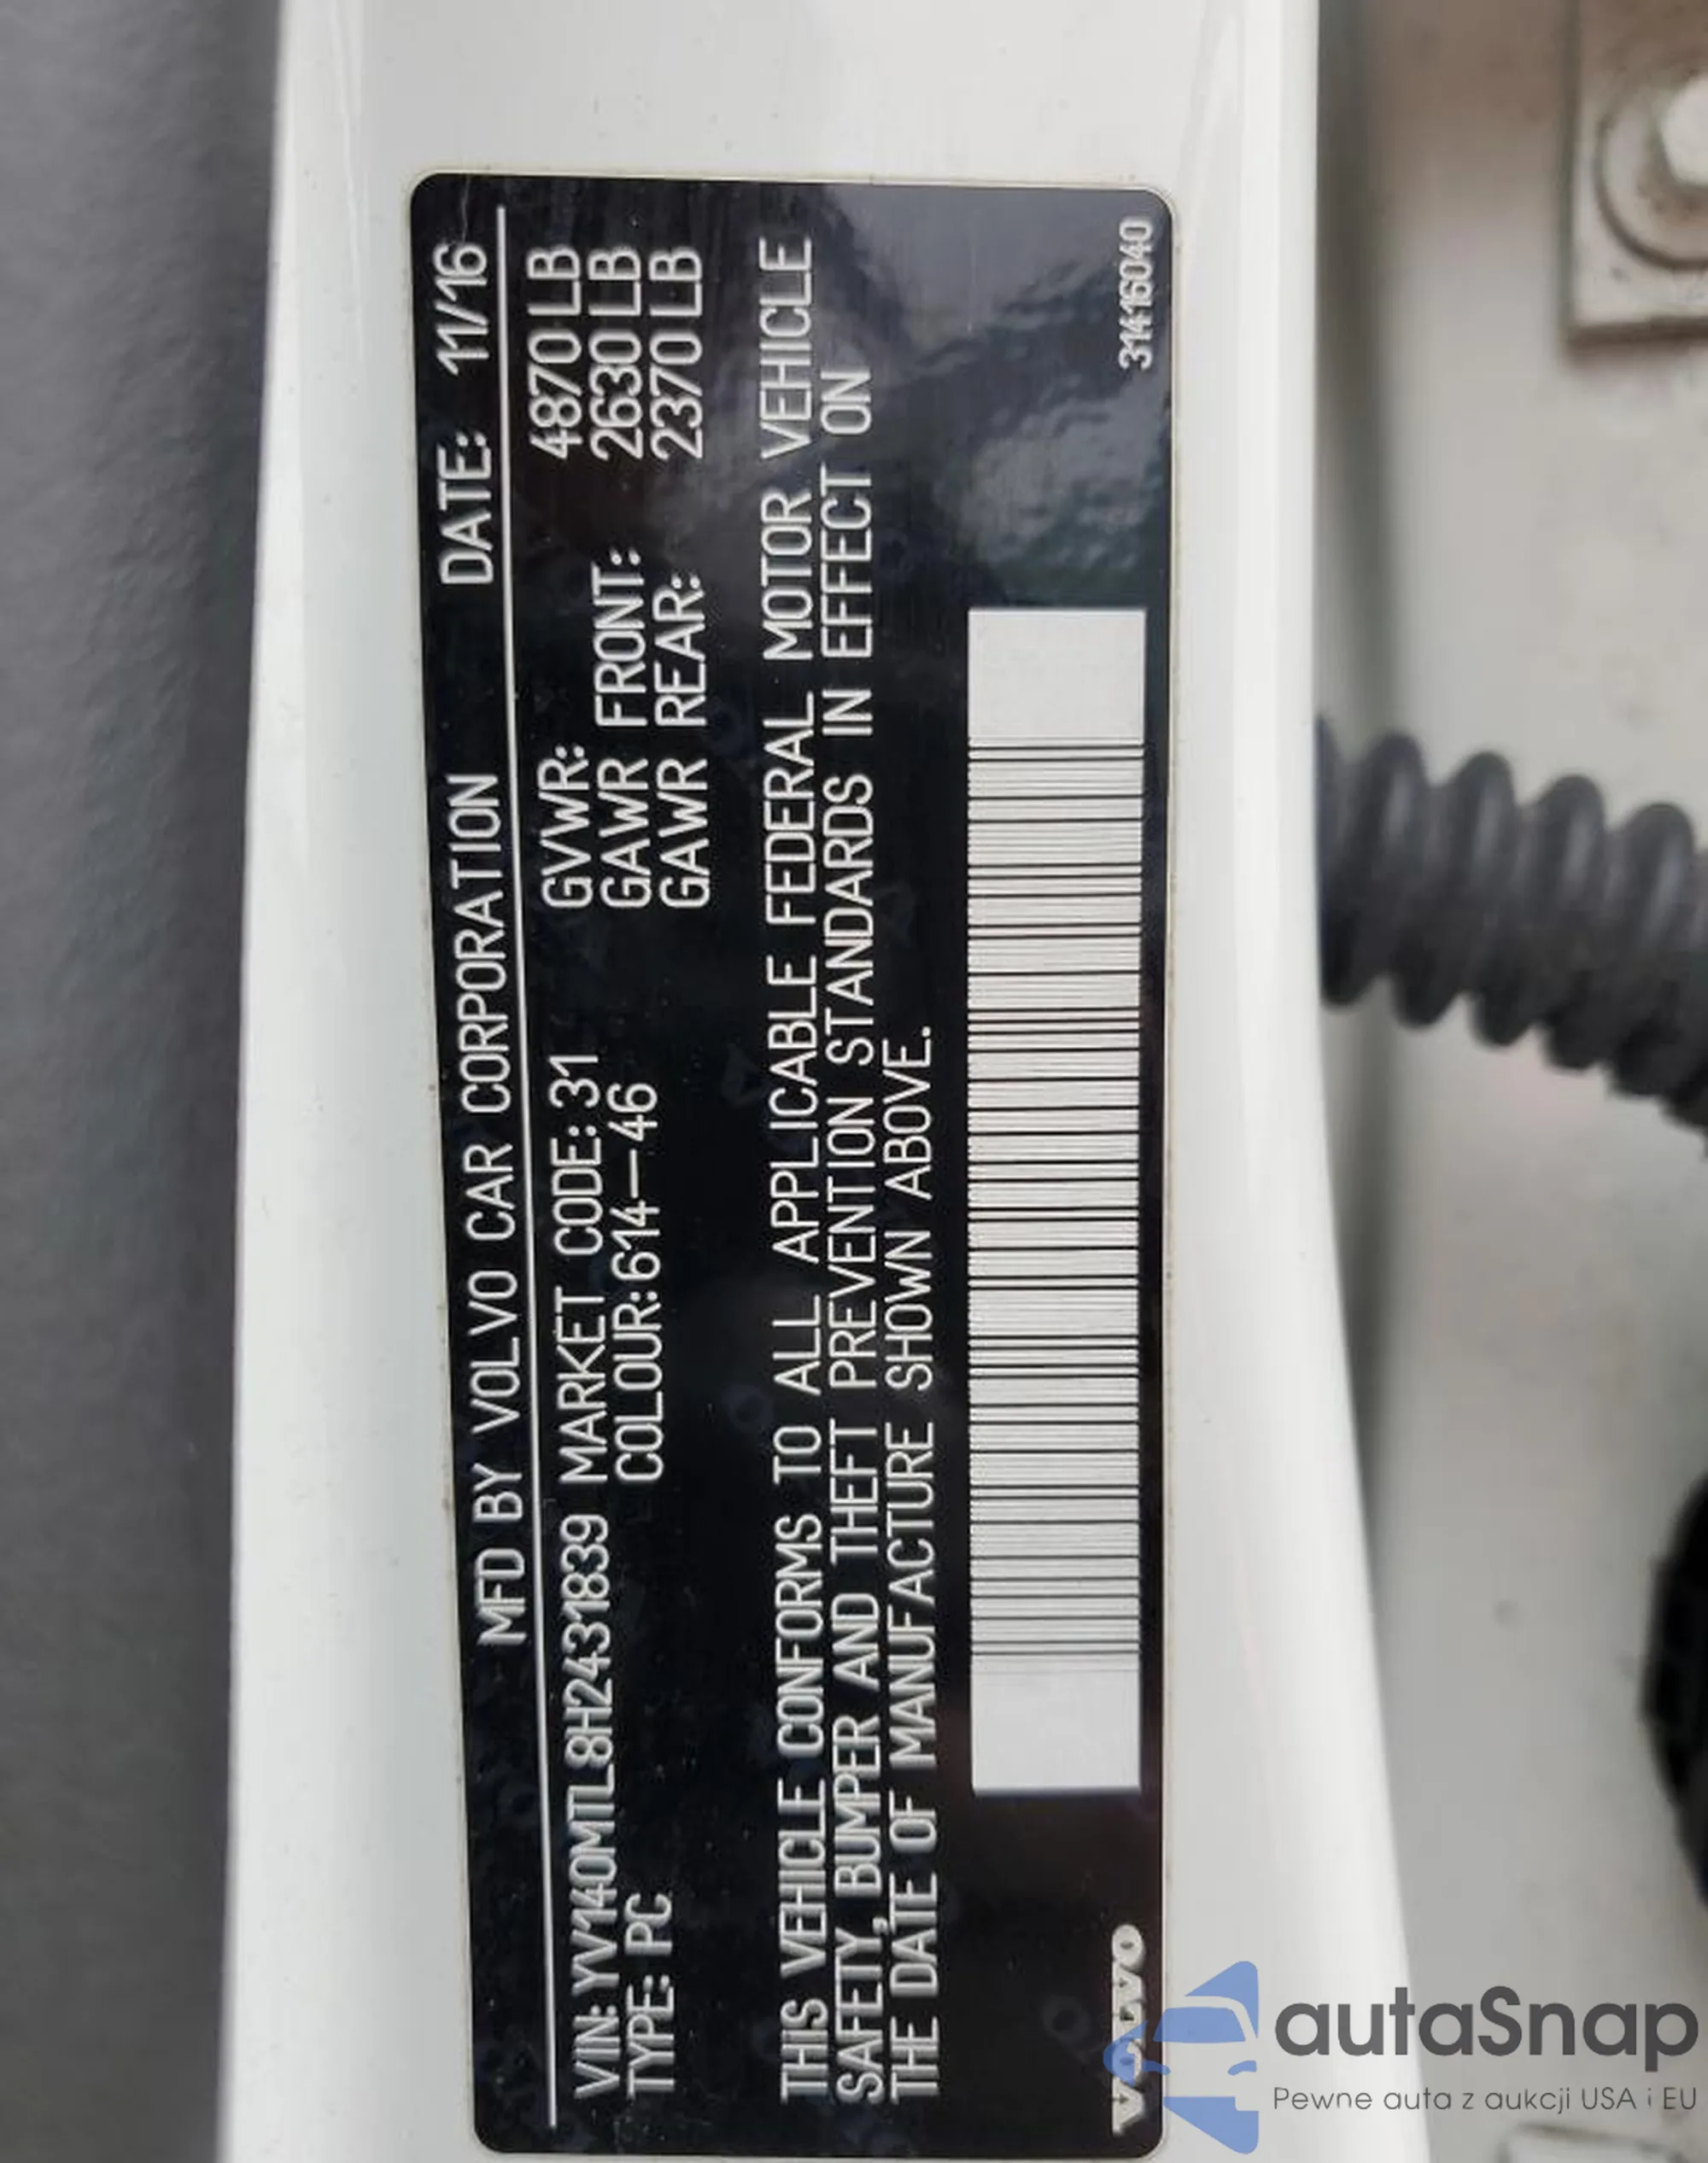 MFD BY VOLVO CAR CORPORATION DATE: 11/16
VIN: YV140MTL8H2431839 MARKET CODE: 31 GVWR: 4870 LB
TYPE: PC COLOUR: 614-46 GAWR FRONT: 2630 LB
GAWR REAR: 2370 LB
THIS VEHICLE CONFORMS TO ALL APPLICABLE FEDERAL MOTOR VEHICLE
SAFETY, BUMPER AND THEFT PREVENTION STANDARDS IN EFFECT ON
THE DATE OF MANUFACTURE SHOWN ABOVE.
VOLVO
31416040
autaSnap
Pewne auta z aukcji USA i EU